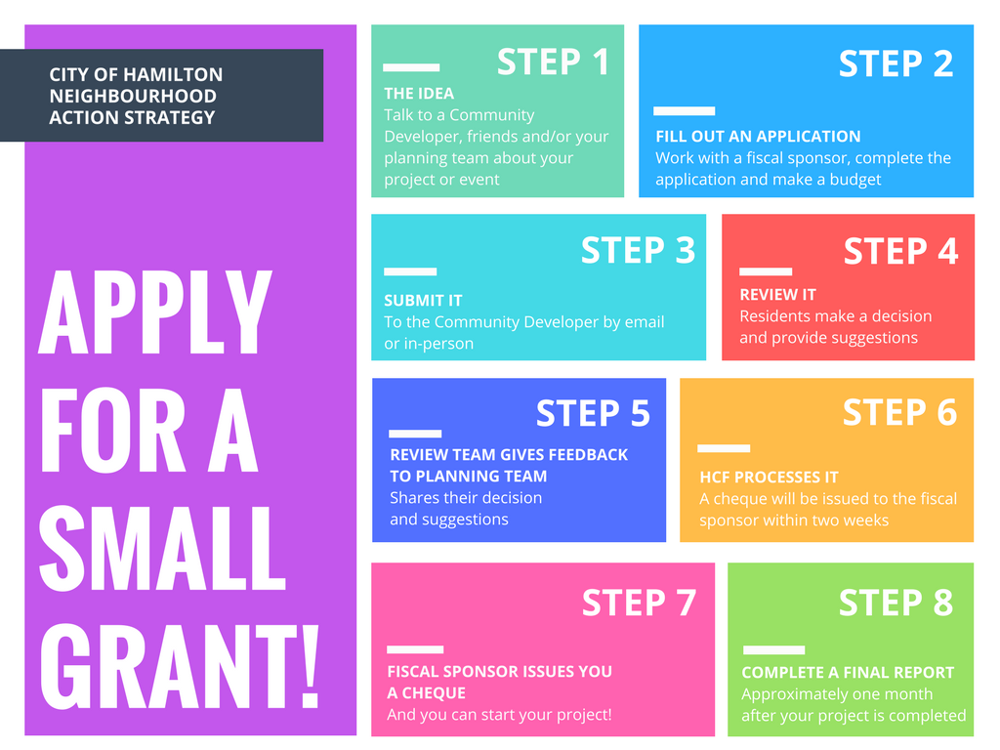 CITY OF HAMILTON
NEIGHBOURHOOD
ACTION STRATEGY
APPLY
FOR A
SMALL
GRANT!
STEP 1
THE IDEA
Talk to a Community
Developer, friends and/or your
planning team about your
project or event
STEP 2
FILL OUT AN APPLICATION
Work with a fiscal sponsor, complete the
application and make a budget
STEP 3
SUBMIT IT
To the Community Developer by email
or in-person
STEP 4
REVIEW IT
Residents make a decision
and provide suggestions
STEP 5
REVIEW TEAM GIVES FEEDBACK
TO PLANNING TEAM
Shares their decision
and suggestions
STEP 6
HCF PROCESSES IT
A cheque will be issued to the fiscal
sponsor within two weeks
STEP 7
FISCAL SPONSOR ISSUES YOU
A CHEQUE
And you can start your project!
STEP 8
COMPLETE A FINAL REPORT
Approximately one month
after your project is completed